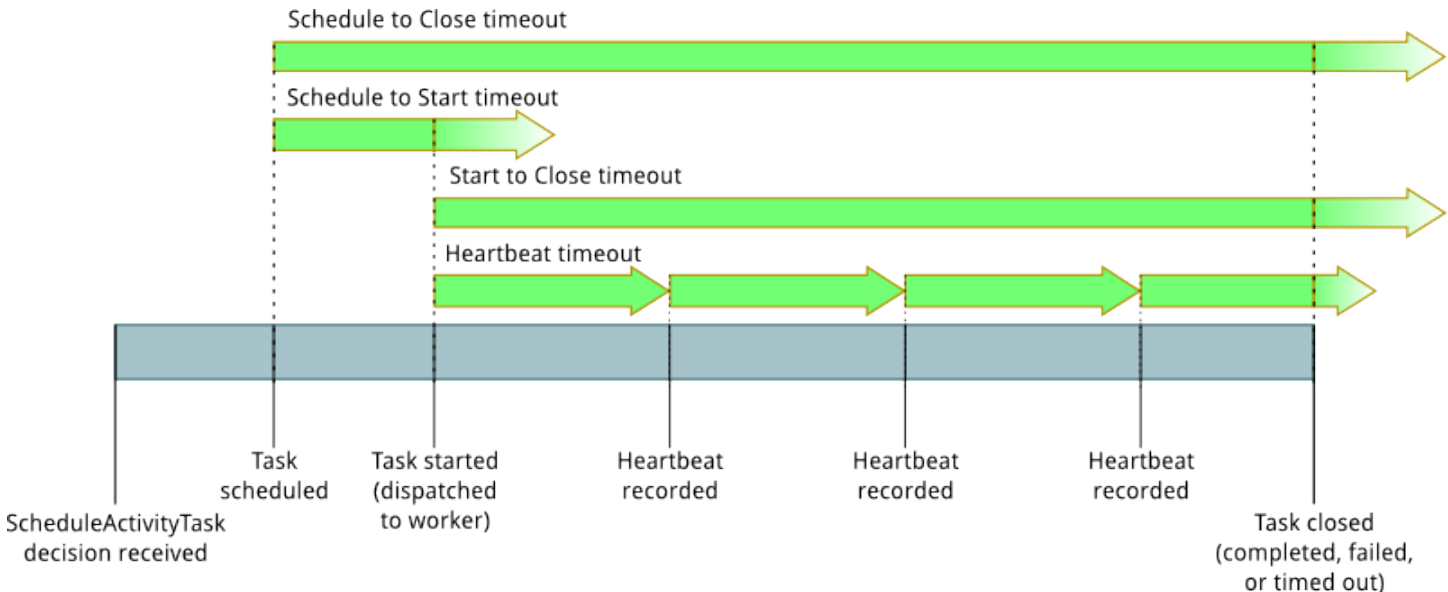 Schedule to Close timeout
Schedule to Start timeout
Start to Close timeout
Heartbeat timeout
Task
scheduled
Task started
(dispatched
to worker)
Heartbeat
recorded
Heartbeat
recorded
Heartbeat
recorded
ScheduleActivityTask
decision received
Task closed
(completed, failed,
or timed out)